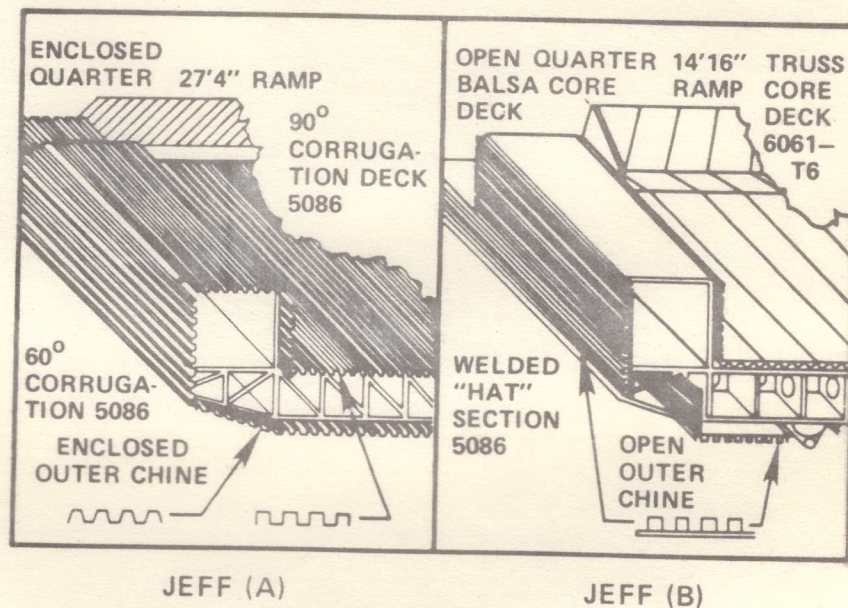 ENCLOSED
QUARTER 27'4" RAMP
90°
CORRUGA-
TION DECK
5086
60°
CORRUGA-
TION 5086
ENCLOSED
OUTER CHINE
JEFF (A)
OPEN QUARTER 14'16" TRUSS
BALSA CORE RAMP CORE
DECK DECK
6061–
T6
WELDED
"HAT"
SECTION
5086
OPEN
OUTER
CHINE
JEFF (B)